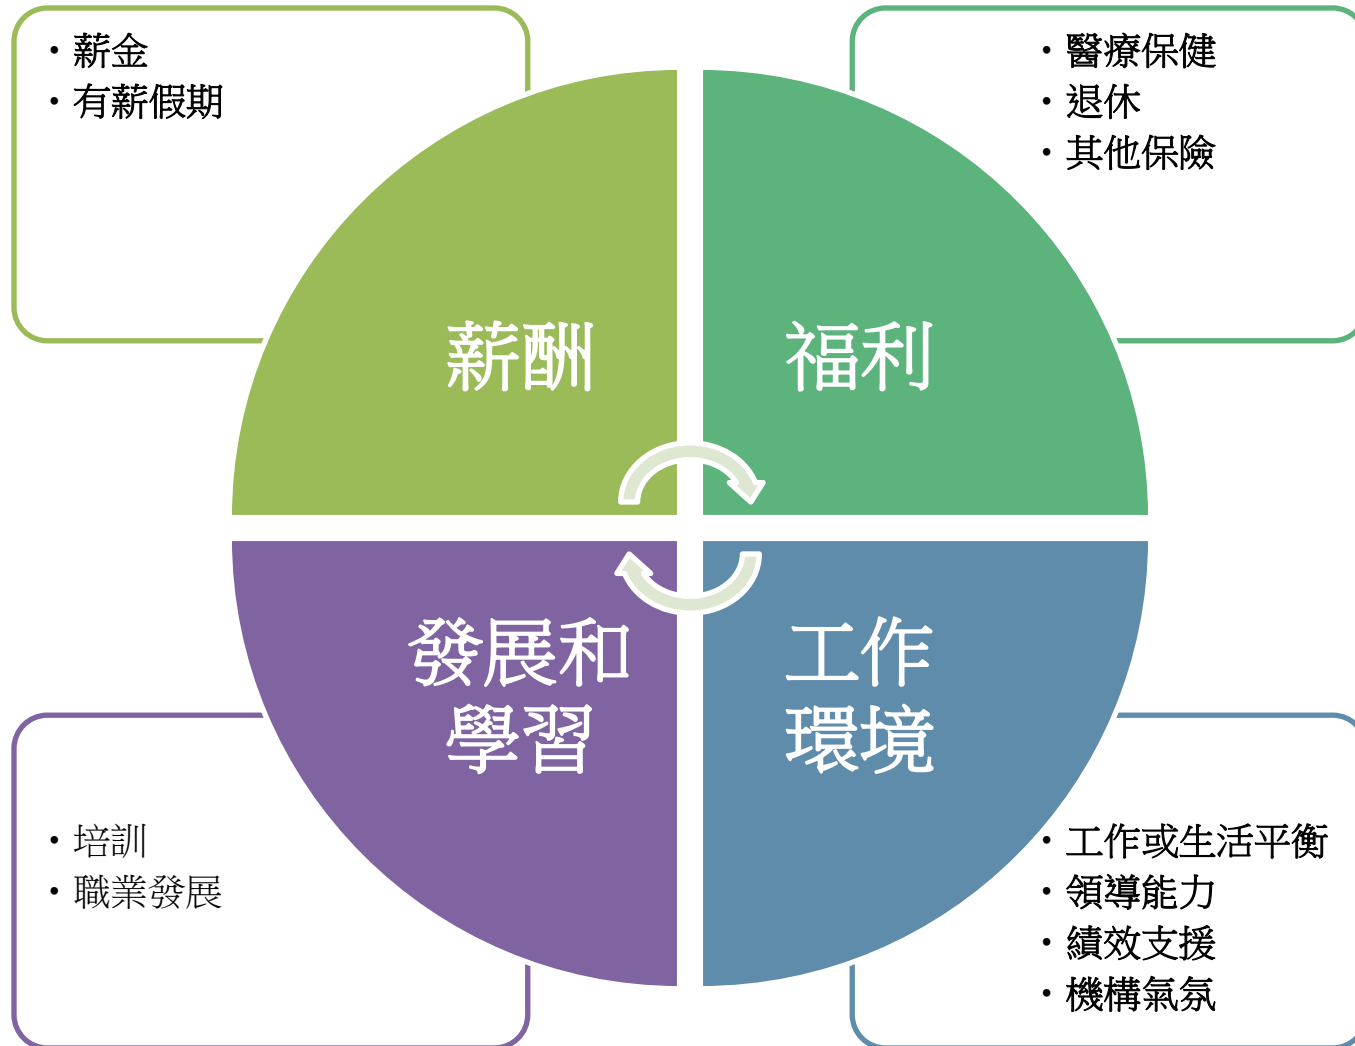 ・薪金
・有薪假期
・醫療保健
・退休
・其他保險
薪酬
福利
發展和
學習
工作
環境
・培訓
・職業發展
・工作或生活平衡
・領導能力
・績效支援
・機構氣氛